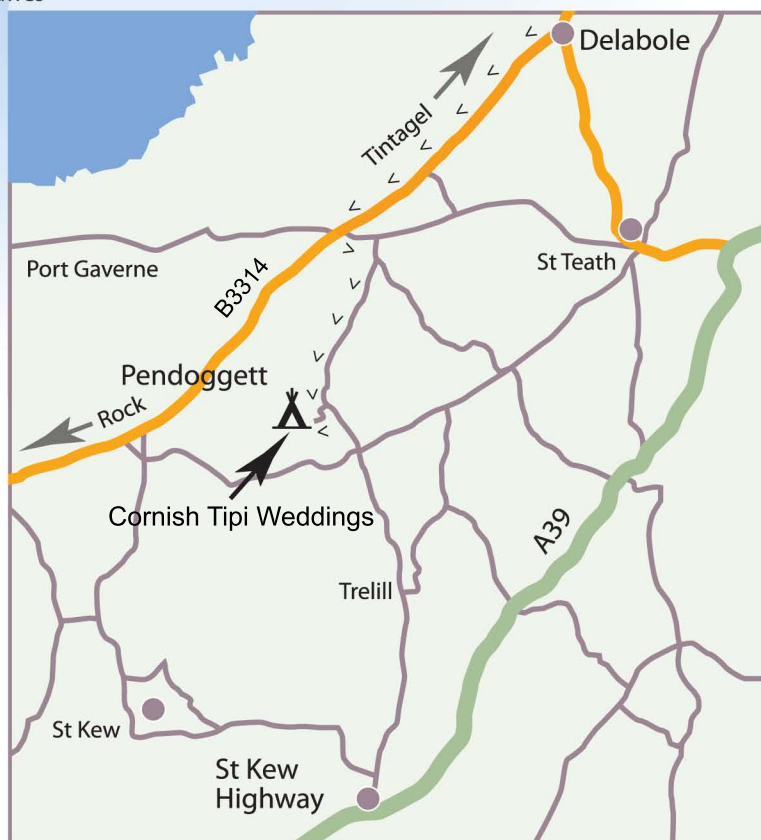 Delabole
Tintagel
Port Gaverne
St Teath
B3314
Pendoggett
Rock
Cornish Tipi Weddings
A39
Trelill
St Kew
St Kew
Highway